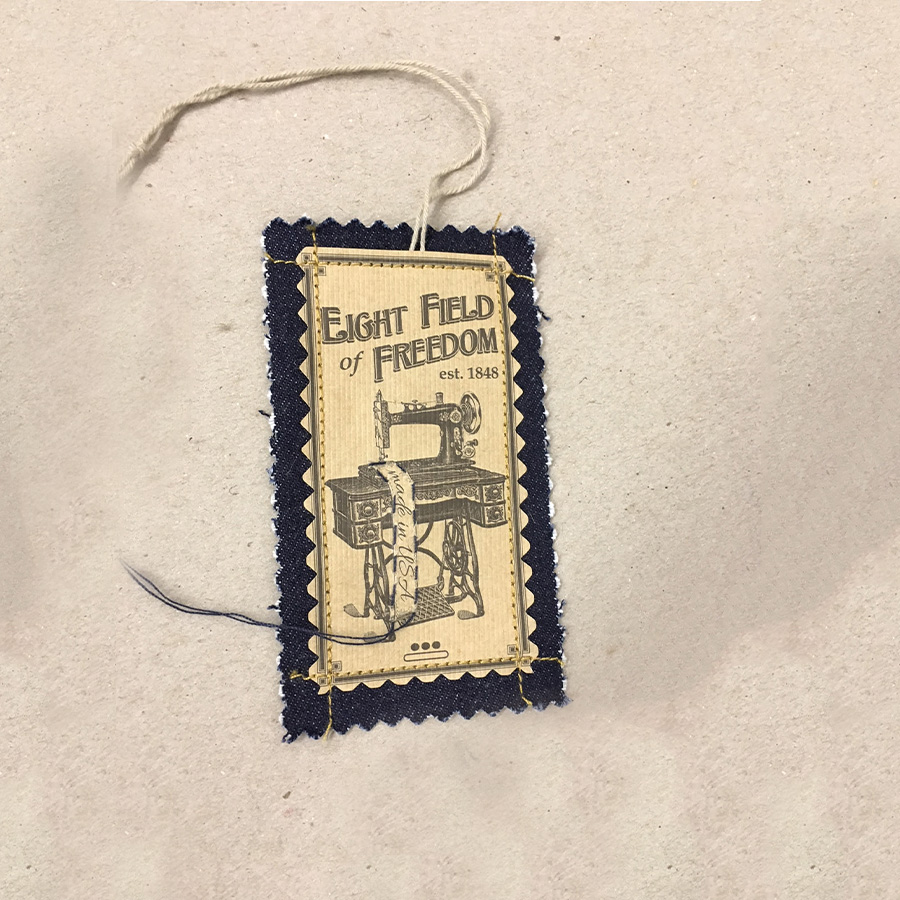 EIGHT FIELD
of FREEDOM
est. 1848
made in USA